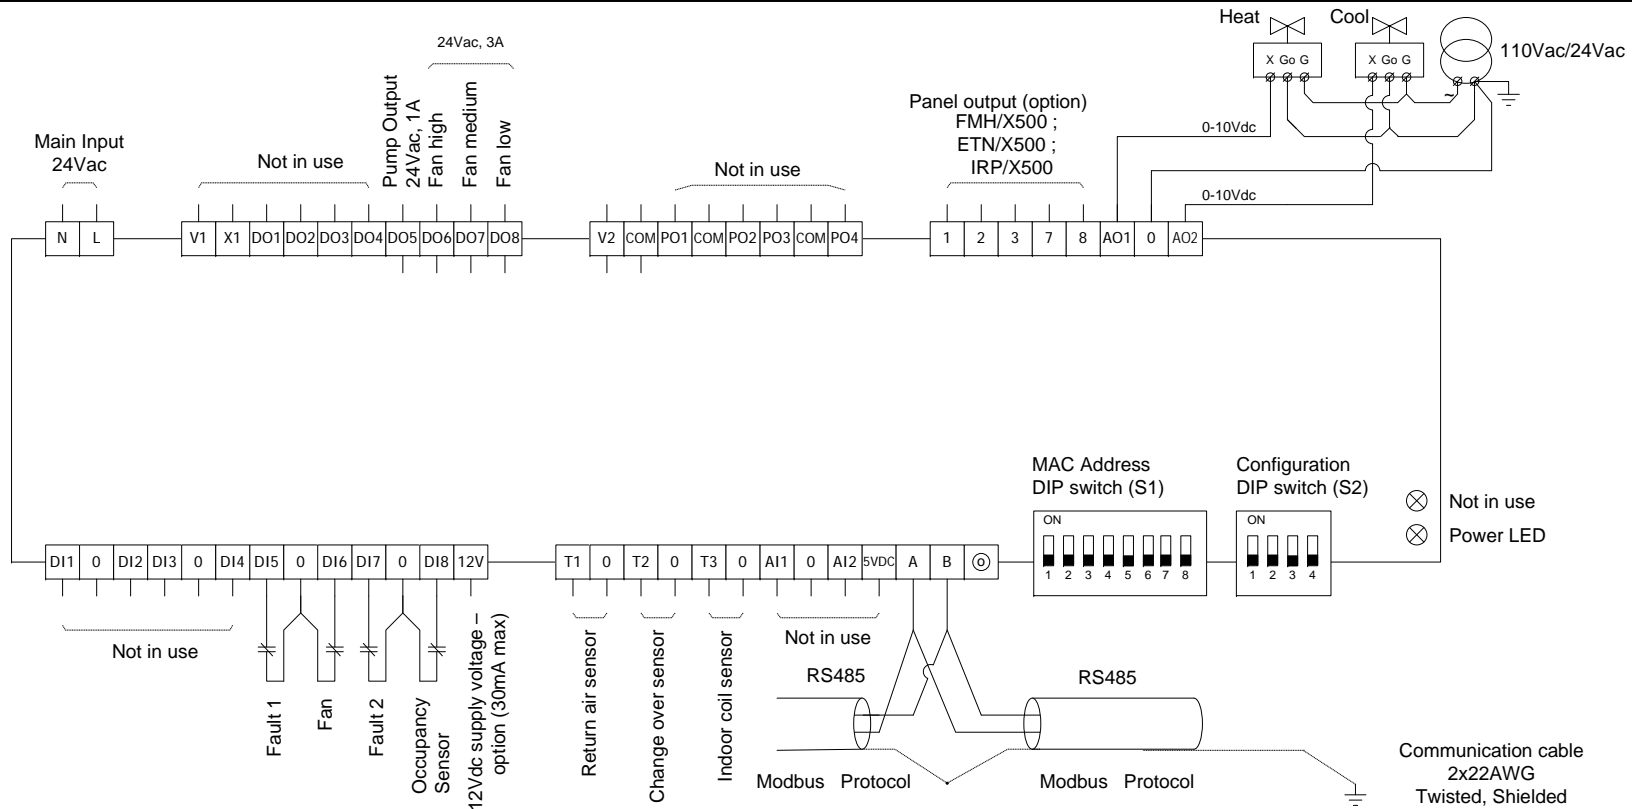 Heat
Cool
X Go G
X Go G
110Vac/24Vac
~
24Vac, 3A
Main Input
24Vac
Not in use
Pump Output
24Vac, 1A
Fan high
Fan medium
Fan low
Not in use
Panel output (option)
FMH/X500 ;
ETN/X500 ;
IRP/X500
0-10Vdc
0-10Vdc
N L
V1 X1 DO1 DO2 DO3 DO4 DO5 DO6 DO7 DO8
V2 COM PO1 COM PO2 PO3 COM PO4
1 2 3 7 8 AO1 0 AO2
MAC Address
DIP switch (S1)
ON
1 2 3 4 5 6 7 8
Configuration
DIP switch (S2)
ON
1 2 3 4
Not in use
Power LED
DI1 0 DI2 DI3 0 DI4 DI5 0 DI6 DI7 0 DI8 12V
T1 0 T2 0 T3 0 AI1 0 AI2 5VDC A B
Not in use
Fault 1
Fan
Fault 2
Occupancy
Sensor
12Vdc supply voltage –
option (30mA max)
Return air sensor
Change over sensor
Indoor coil sensor
Not in use
RS485
RS485
Modbus Protocol
Modbus Protocol
Communication cable
2x22AWG
Twisted, Shielded